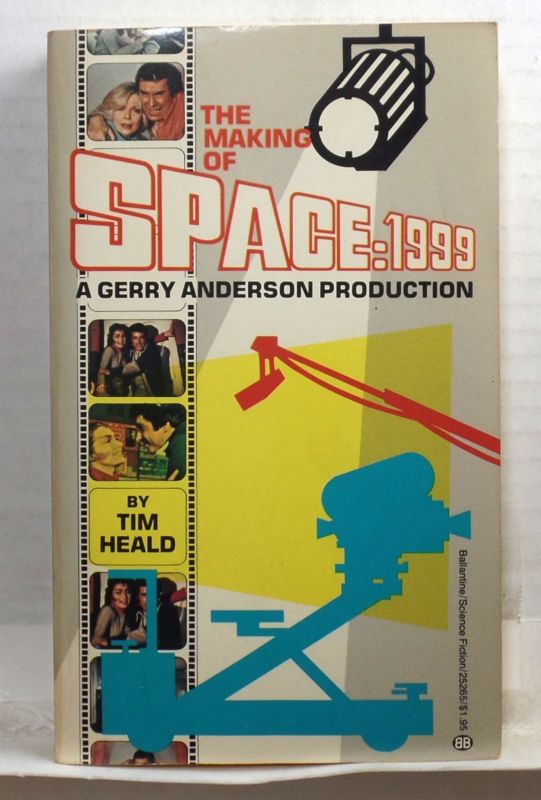 THE
MAKING
OF
SPACE:1999
A GERRY ANDERSON PRODUCTION
BY
TIM
HEALD
Ballantine/Science Fiction/25265/$1.95
BB